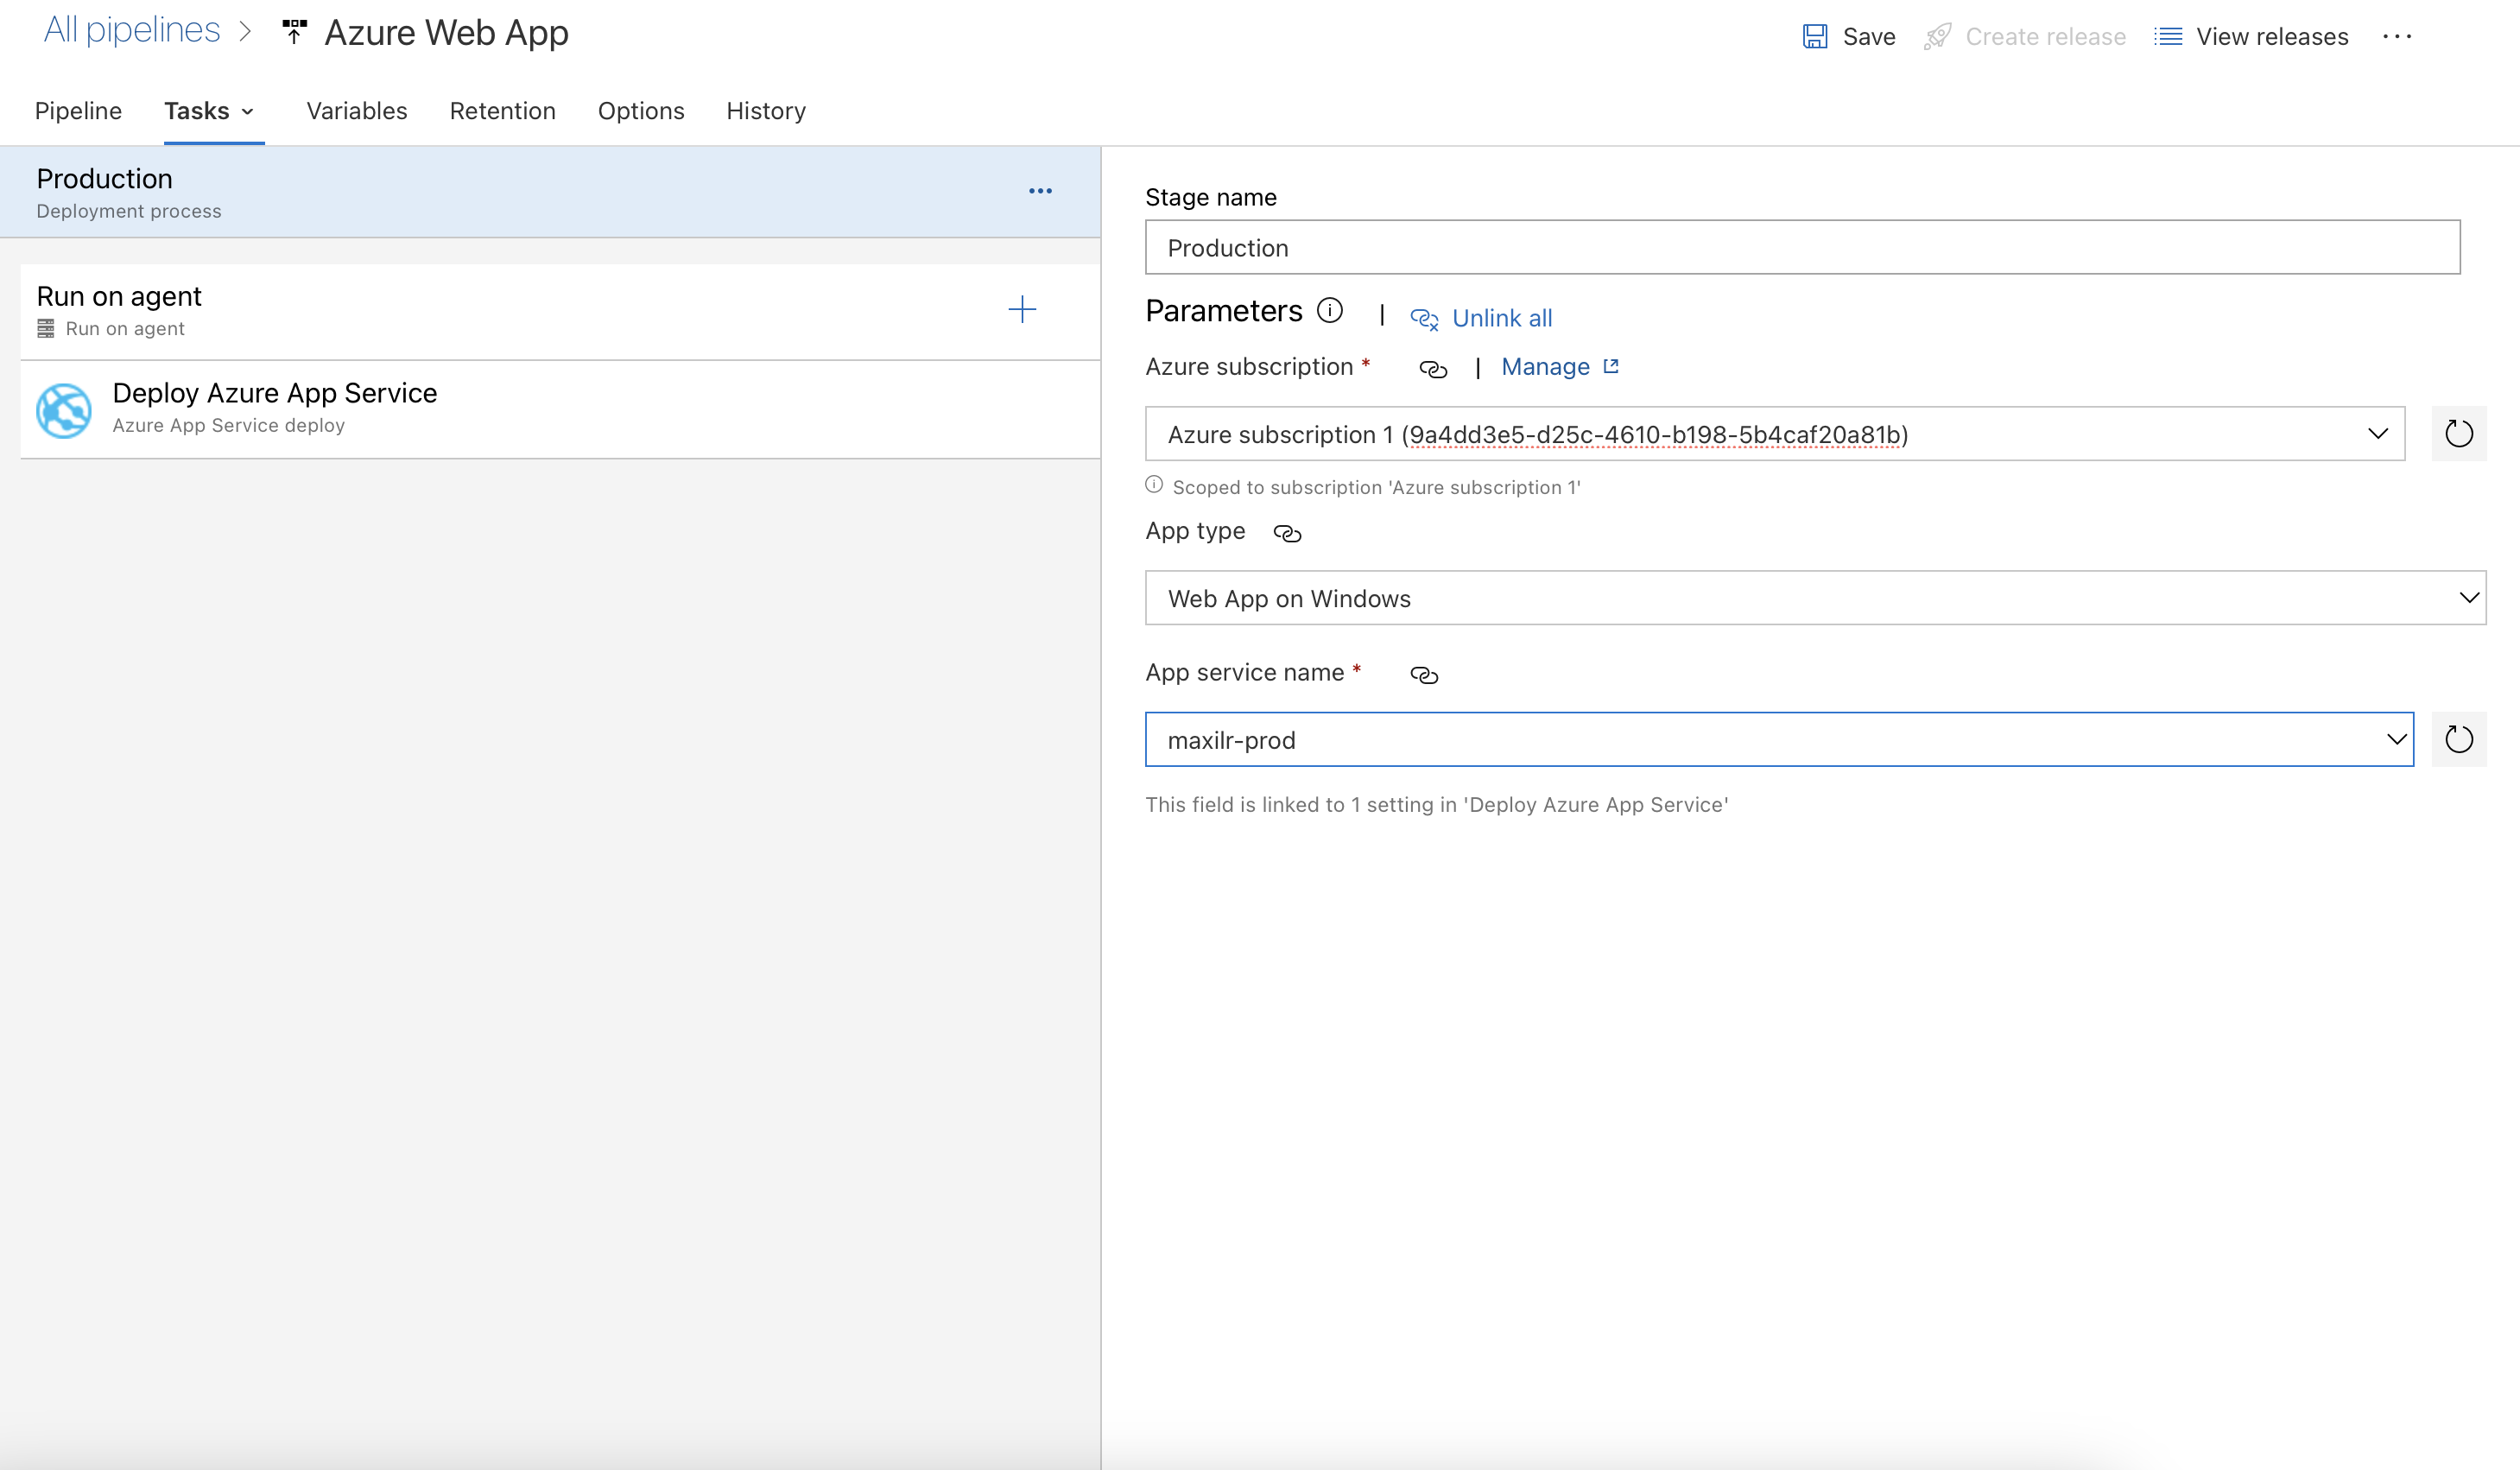 All pipelines > Azure Web App
Save Create release View releases ...
Pipeline Tasks Variables Retention Options History
Production
Deployment process
Run on agent
Run on agent
Deploy Azure App Service
Azure App Service deploy
Stage name
Production
Parameters | Unlink all
Azure subscription * | Manage
Azure subscription 1 (9a4dd3e5-d25c-4610-b198-5b4caf20a81b)
Scoped to subscription 'Azure subscription 1'
App type
Web App on Windows
App service name *
maxilr-prod
This field is linked to 1 setting in 'Deploy Azure App Service'